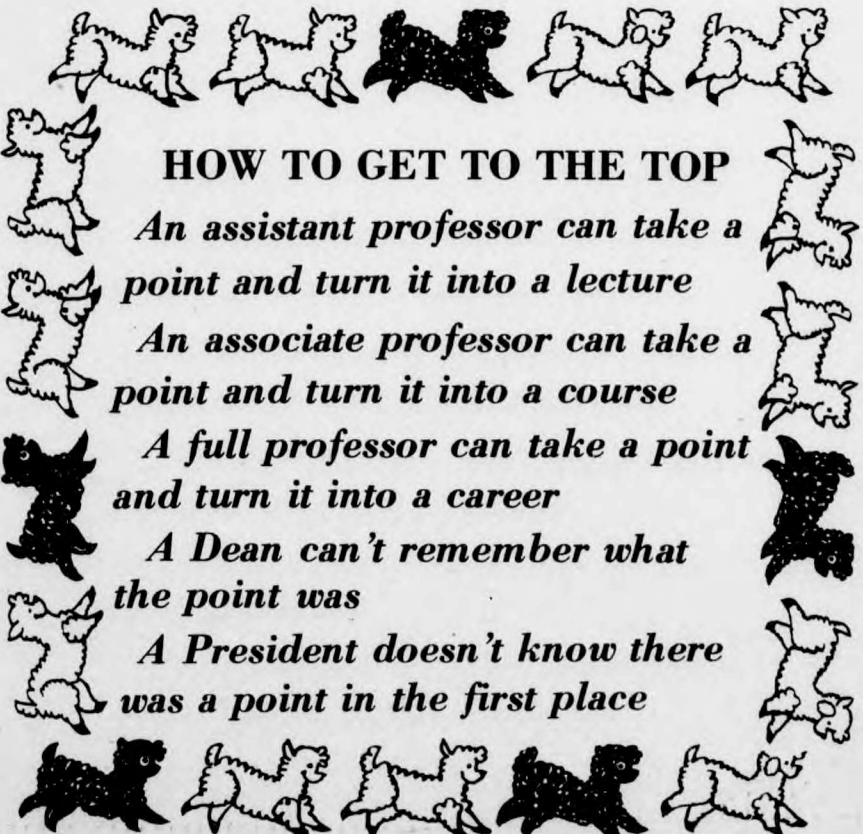 HOW TO GET TO THE TOP
An assistant professor can take a
point and turn it into a lecture
An associate professor can take a
point and turn it into a course
A full professor can take a point
and turn it into a career
A Dean can't remember what
the point was
A President doesn't know there
was a point in the first place